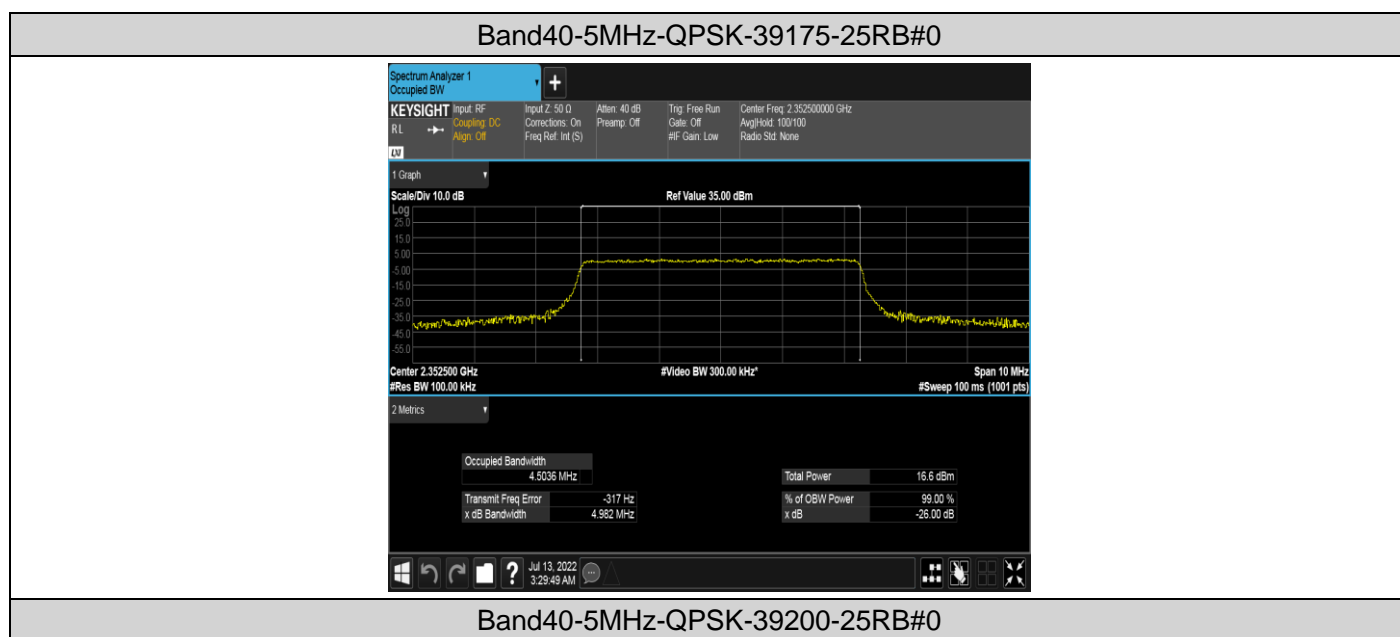 Band40-5MHz-QPSK-39175-25RB#0
Spectrum Analyzer 1
Occupied BW
+
KEYSIGHT Input: RF Input Z: 50 Ω Atten: 40 dB Trig: Free Run Center Freq: 2.352500000 GHz
RL Coupling: DC Corrections: On Preamp: Off Gate: Off Avg|Hold: 100/100
Align: Off Freq Ref: Int (S) #IF Gain: Low Radio Std: None
LXI
1 Graph
Scale/Div 10.0 dB Ref Value 35.00 dBm
Log
25.0
15.0
5.00
-5.00
-15.0
-25.0
-35.0
-45.0
-55.0
Center 2.352500 GHz #Video BW 300.00 kHz* Span 10 MHz
#Res BW 100.00 kHz #Sweep 100 ms (1001 pts)
2 Metrics
Occupied Bandwidth
4.5036 MHz Total Power 16.6 dBm
Transmit Freq Error -317 Hz % of OBW Power 99.00 %
x dB Bandwidth 4.982 MHz x dB -26.00 dB
? Jul 13, 2022
3:29:49 AM
Band40-5MHz-QPSK-39200-25RB#0